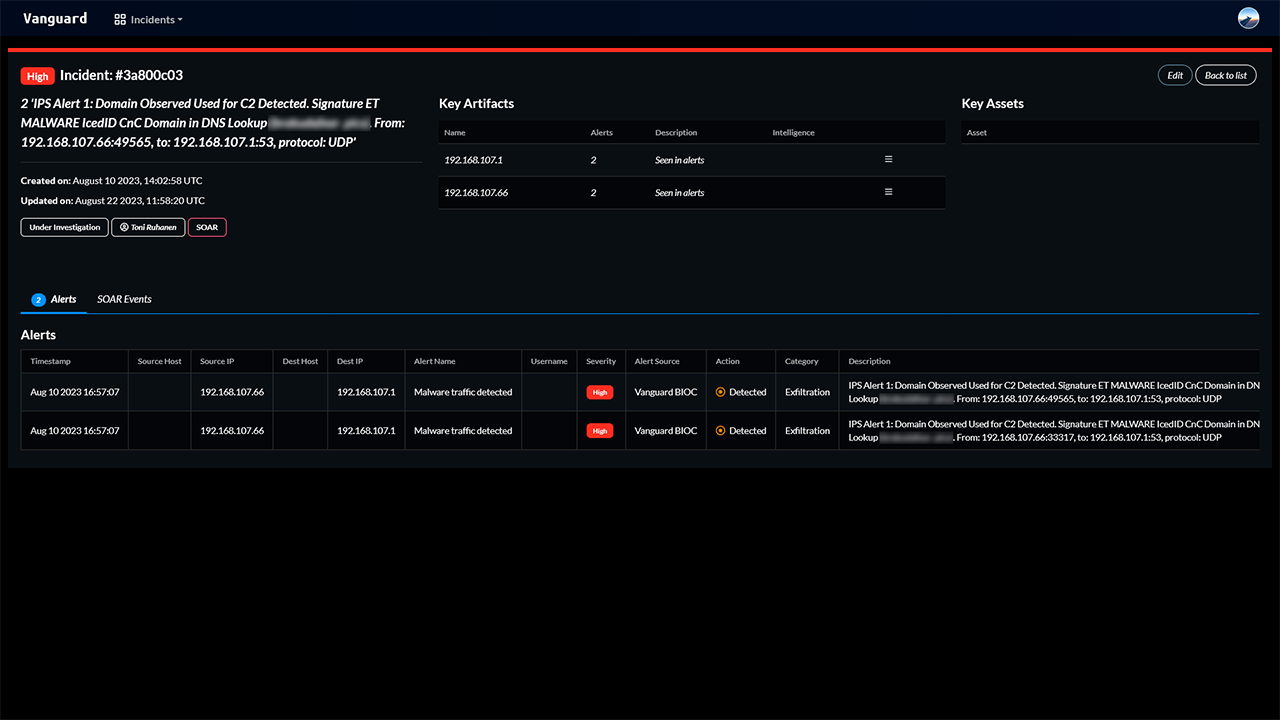 Vanguard
Incidents
High Incident: #3a800c03
Edit
Back to list
2 'IPS Alert 1: Domain Observed Used for C2 Detected. Signature ET
MALWARE IcedID CnC Domain in DNS Lookup . From:
192.168.107.66:49565, to: 192.168.107.1:53, protocol: UDP'
Created on: August 10 2023, 14:02:58 UTC
Updated on: August 22 2023, 11:58:20 UTC
Under Investigation
Toni Ruhanen
SOAR
Key Artifacts
Name Alerts Description Intelligence
192.168.107.1 2 Seen in alerts
192.168.107.66 2 Seen in alerts
Key Assets
Asset
2 Alerts SOAR Events
Alerts
Timestamp Source Host Source IP Dest Host Dest IP Alert Name Username Severity Alert Source Action Category Description
Aug 10 2023 16:57:07 192.168.107.66 192.168.107.1 Malware traffic detected High Vanguard BIOC Detected Exfiltration IPS Alert 1: Domain Observed Used for C2 Detected. Signature ET MALWARE IcedID CnC Domain in DN
Lookup . From: 192.168.107.66:49565, to: 192.168.107.1:53, protocol: UDP
Aug 10 2023 16:57:07 192.168.107.66 192.168.107.1 Malware traffic detected High Vanguard BIOC Detected Exfiltration IPS Alert 1: Domain Observed Used for C2 Detected. Signature ET MALWARE IcedID CnC Domain in DN
Lookup . From: 192.168.107.66:33317, to: 192.168.107.1:53, protocol: UDP